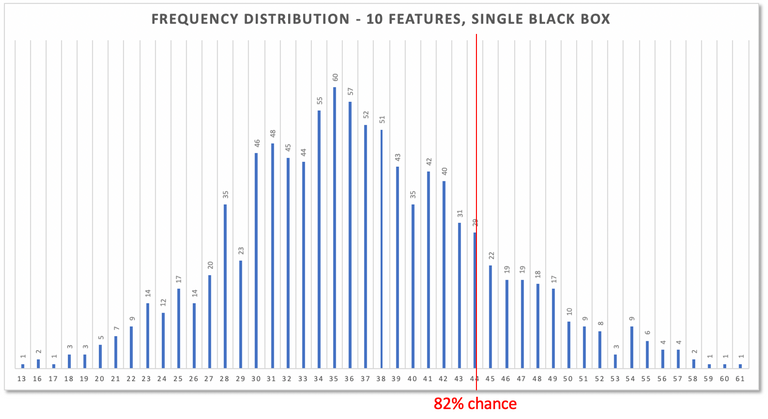 FREQUENCY DISTRIBUTION - 10 FEATURES, SINGLE BLACK BOX
1 2 1 3 3 5 7 9 14 12 17 14 20 35 23 46 48 45 44 55 60 57 52 51 43 35 42 40 31 29 22 19 19 18 17 10 9 8 3 9 6 4 4 2 1 1 1
13 16 17 18 19 20 21 22 23 24 25 26 27 28 29 30 31 32 33 34 35 36 37 38 39 40 41 42 43 44 45 46 47 48 49 50 51 52 53 54 55 56 57 58 59 60 61
82% chance